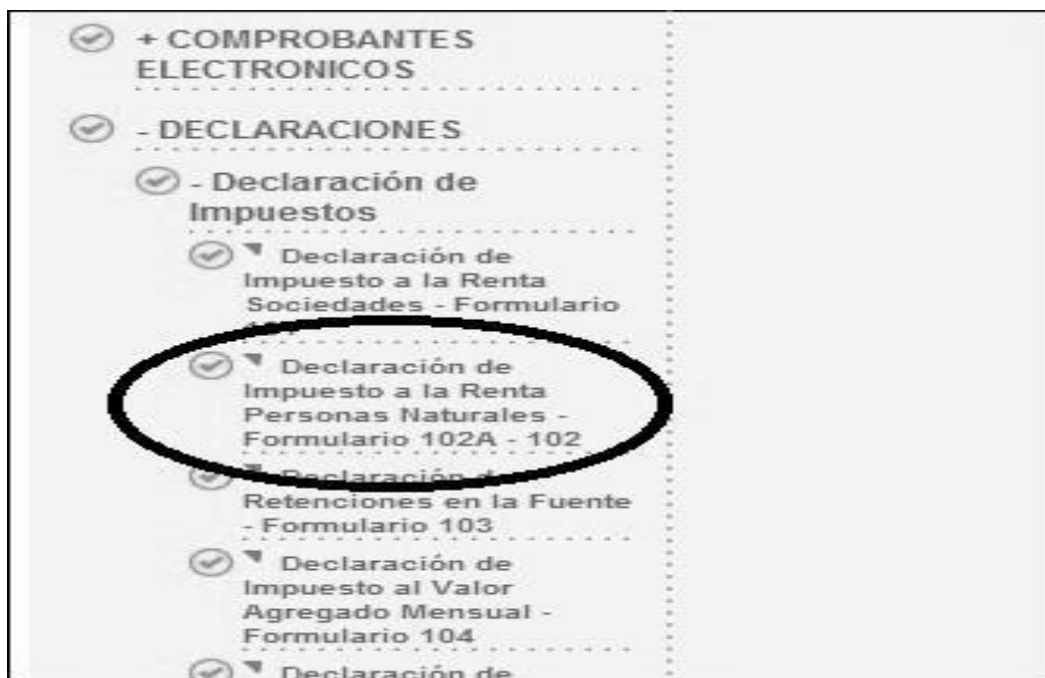 + COMPROBANTES
ELECTRONICOS
- DECLARACIONES
- Declaración de
Impuestos
Declaración de
Impuesto a la Renta
Sociedades - Formulario
Declaración de
Impuesto a la Renta
Personas Naturales -
Formulario 102A - 102
Declaración de
Retenciones en la Fuente
- Formulario 103
Declaración de
Impuesto al Valor
Agregado Mensual -
Formulario 104
Declaración de